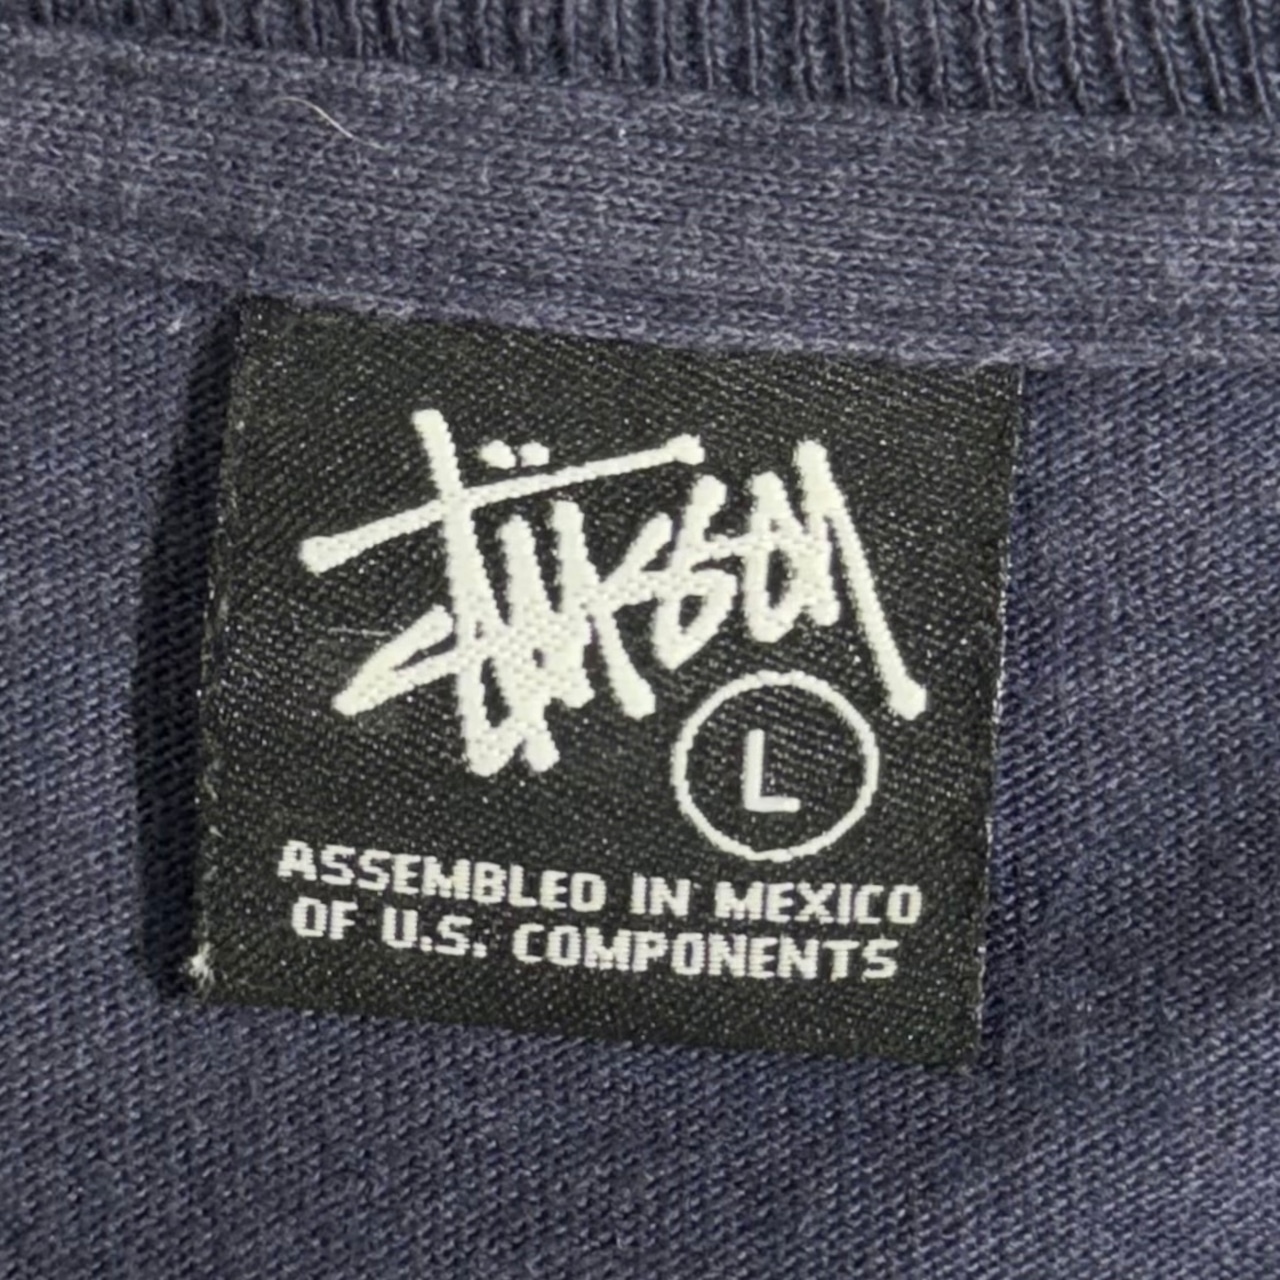 Stüssy
L
ASSEMBLED IN MEXICO
OF U.S. COMPONENTS